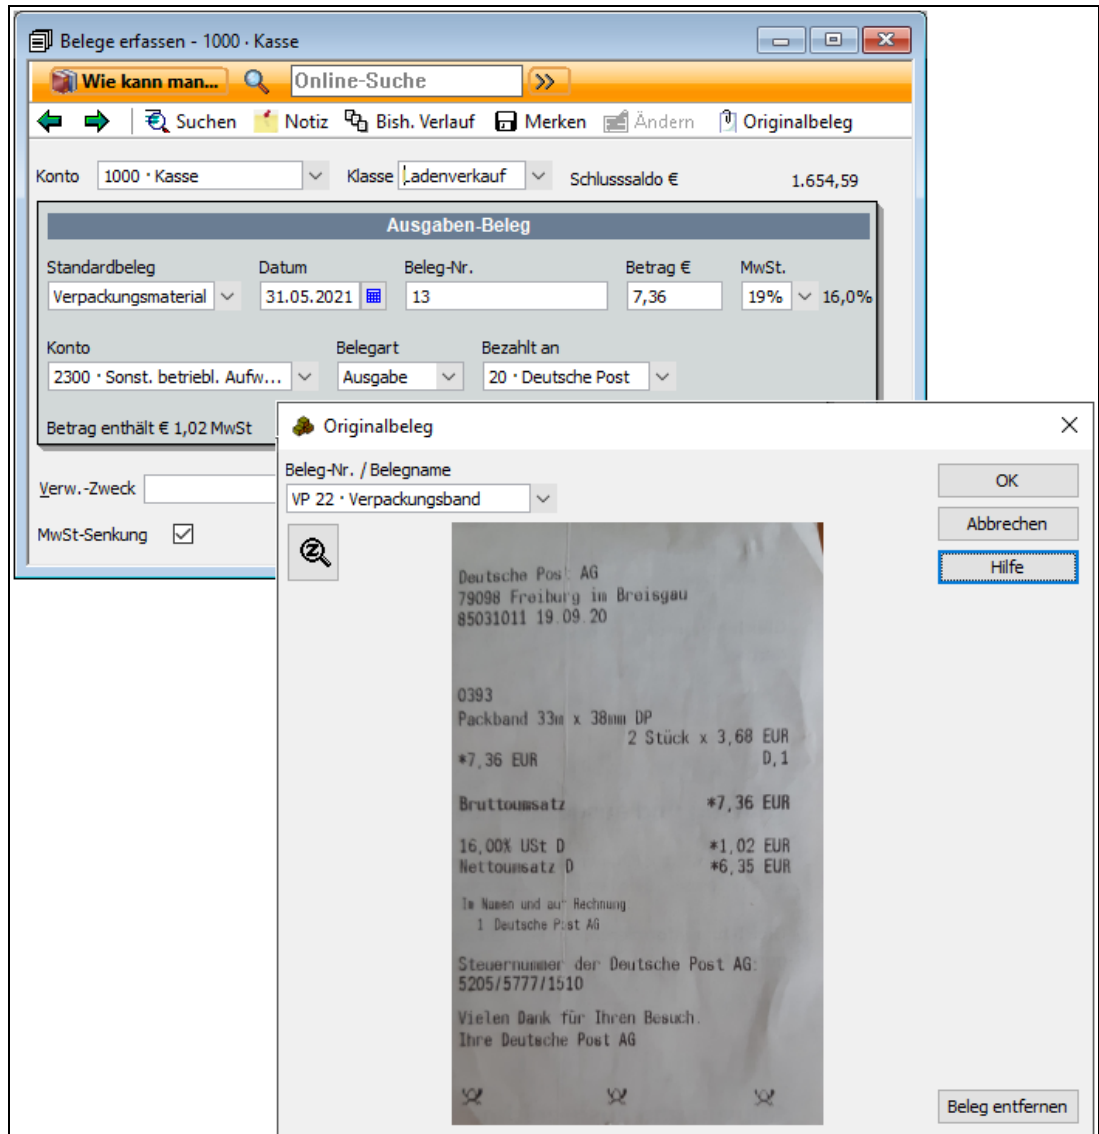 Belege erfassen - 1000 · Kasse
Wie kann man... Online-Suche
Suchen Notiz Bish. Verlauf Merken Ändern Originalbeleg
Konto 1000 · Kasse Klasse Ladenverkauf Schlusssaldo € 1.654,59
Ausgaben-Beleg
Standardbeleg Datum Beleg-Nr. Betrag € MwSt.
Verpackungsmaterial 31.05.2021 13 7,36 19% 16,0%
Konto Belegart Bezahlt an
2300 · Sonst. betriebl. Aufw... Ausgabe 20 · Deutsche Post
Betrag enthält € 1,02 MwSt
Verw.-Zweck
MwSt-Senkung
Originalbeleg
Beleg-Nr. / Belegname
VP 22 · Verpackungsband
OK
Abbrechen
Hilfe
Deutsche Post AG
79098 Freiburg im Breisgau
85031011 19.09.20
0393
Packband 33m x 38mm DP
2 Stück x 3,68 EUR
*7,36 EUR D,1
Bruttoumsatz *7,36 EUR
16,00% USt D *1,02 EUR
Nettoumsatz D *6,35 EUR
Im Namen und auf Rechnung
1 Deutsche Post AG
Steuernummer der Deutsche Post AG:
5205/5777/1510
Vielen Dank für Ihren Besuch.
Ihre Deutsche Post AG
Beleg entfernen